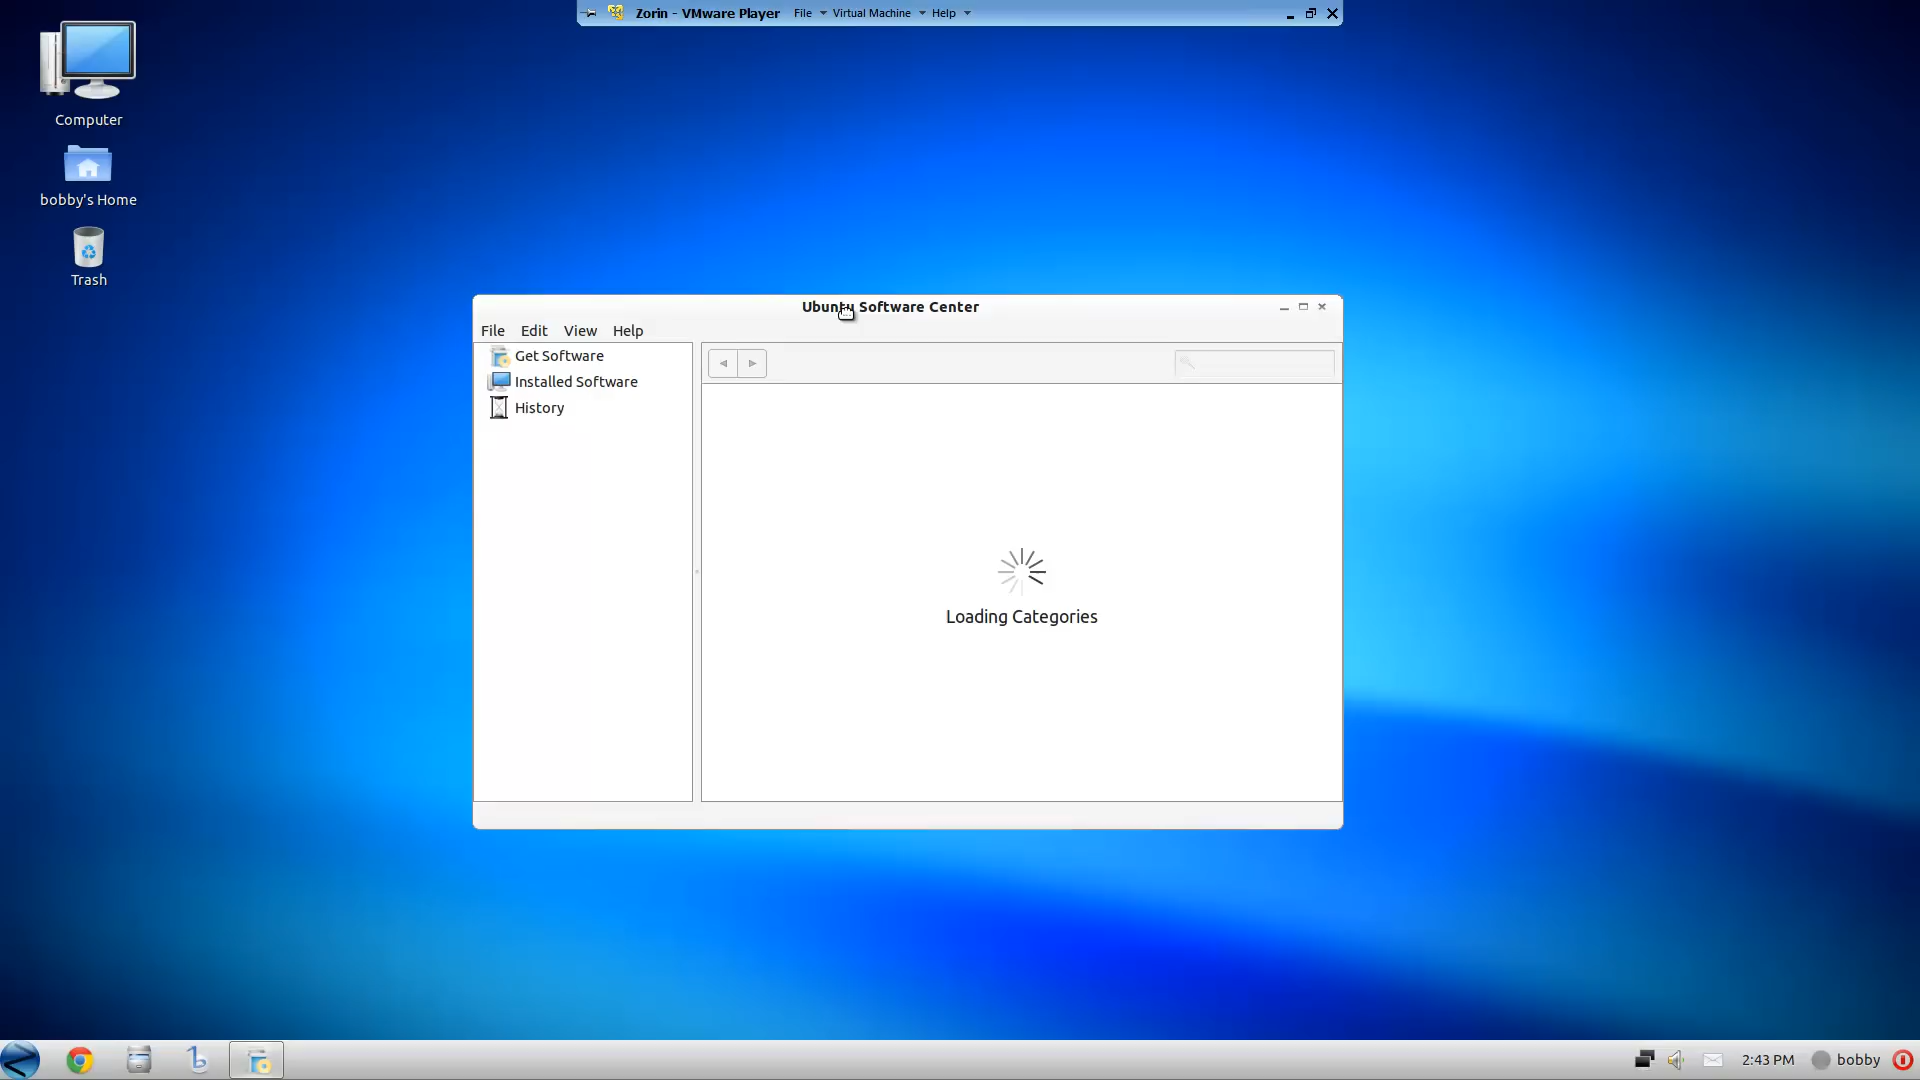 Zorin - VMware Player File Virtual Machine Help
Computer
bobby's Home
Trash
Ubuntu Software Center
File Edit View Help
Get Software
Installed Software
History
Loading Categories
2:43 PM bobby